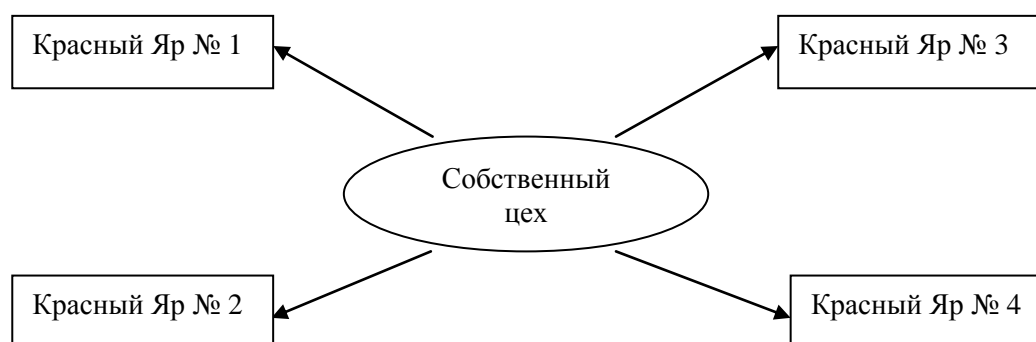 Красный Яр № 1
Красный Яр № 3
Собственный
цех
Красный Яр № 2
Красный Яр № 4